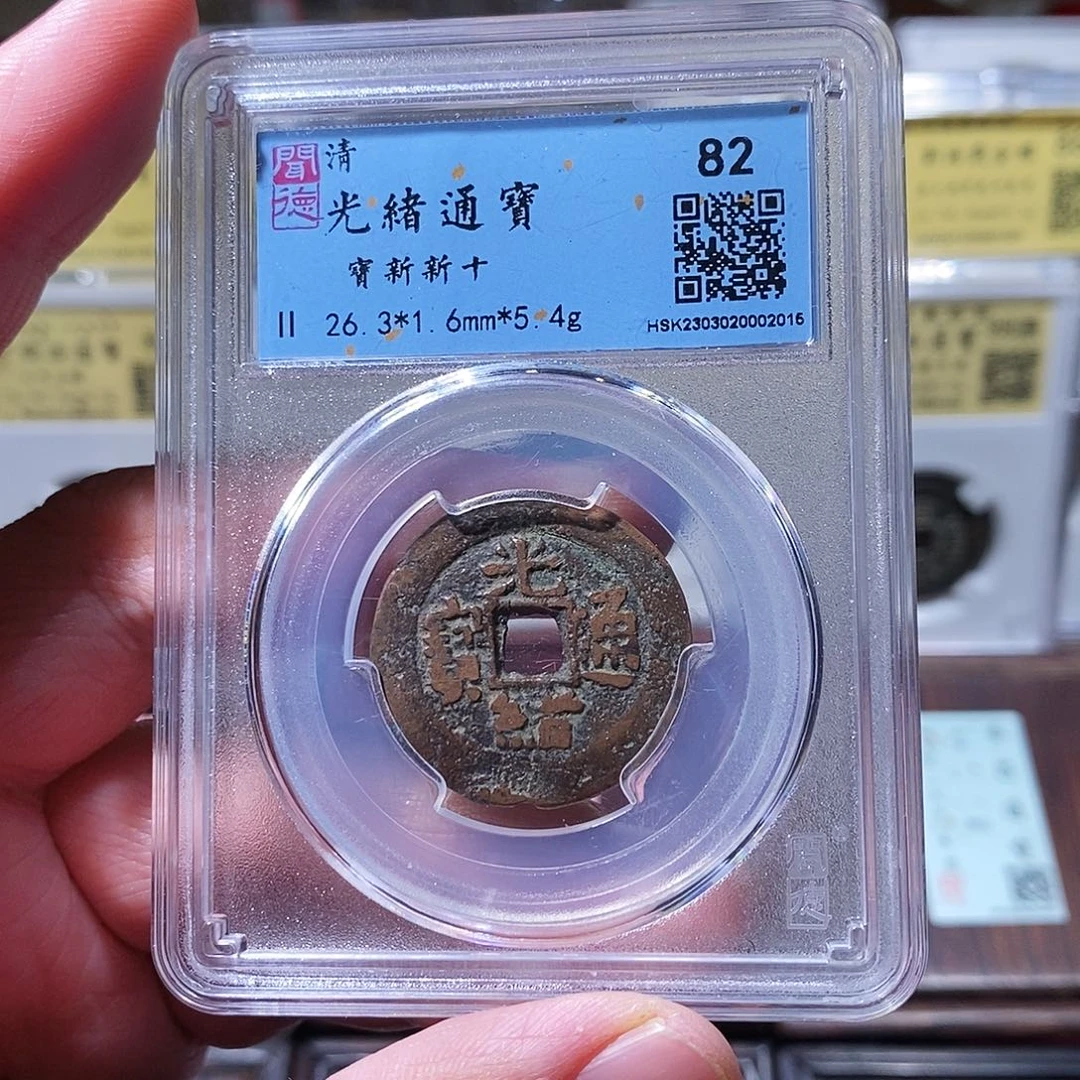 聞德
清
82
光緒通寶
寶新新十
II 26.3*1.6mm*5.4g
HSK2303020002016
光
寶 通
緒